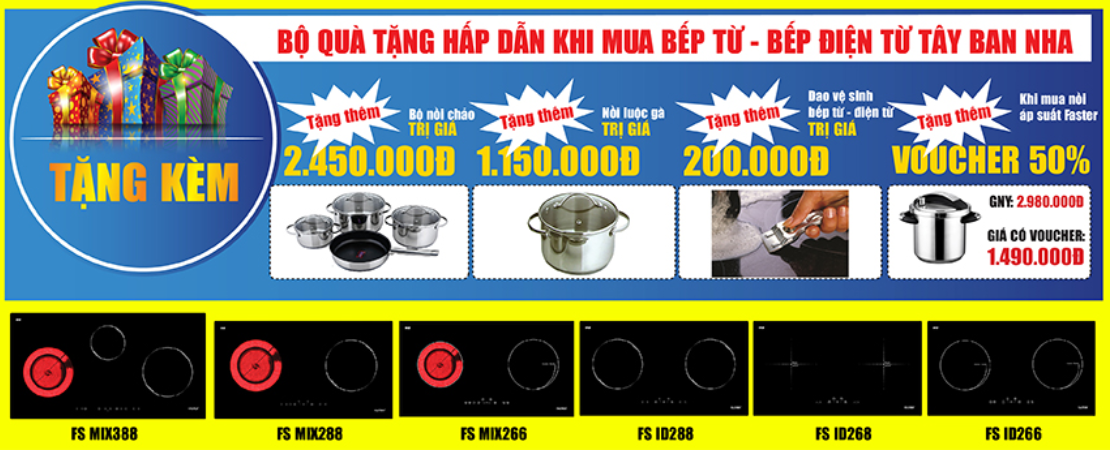 BỘ QUÀ TẶNG HẤP DẪN KHI MUA BẾP TỪ - BẾP ĐIỆN TỪ TÂY BAN NHA
TẶNG KÈM
Tặng thêm
Bộ nồi chảo
TRỊ GIÁ
2.450.000Đ
Tặng thêm
Nồi luộc gà
TRỊ GIÁ
1.150.000Đ
Tặng thêm
Dao vệ sinh
bếp từ - điện từ
TRỊ GIÁ
200.000Đ
Tặng thêm
Khi mua nồi
áp suất Faster
VOUCHER 50%
GNY: 2.980.000Đ
GIÁ CÓ VOUCHER:
1.490.000Đ
FS MIX388
FS MIX288
FS MIX266
FS ID288
FS ID268
FS ID266